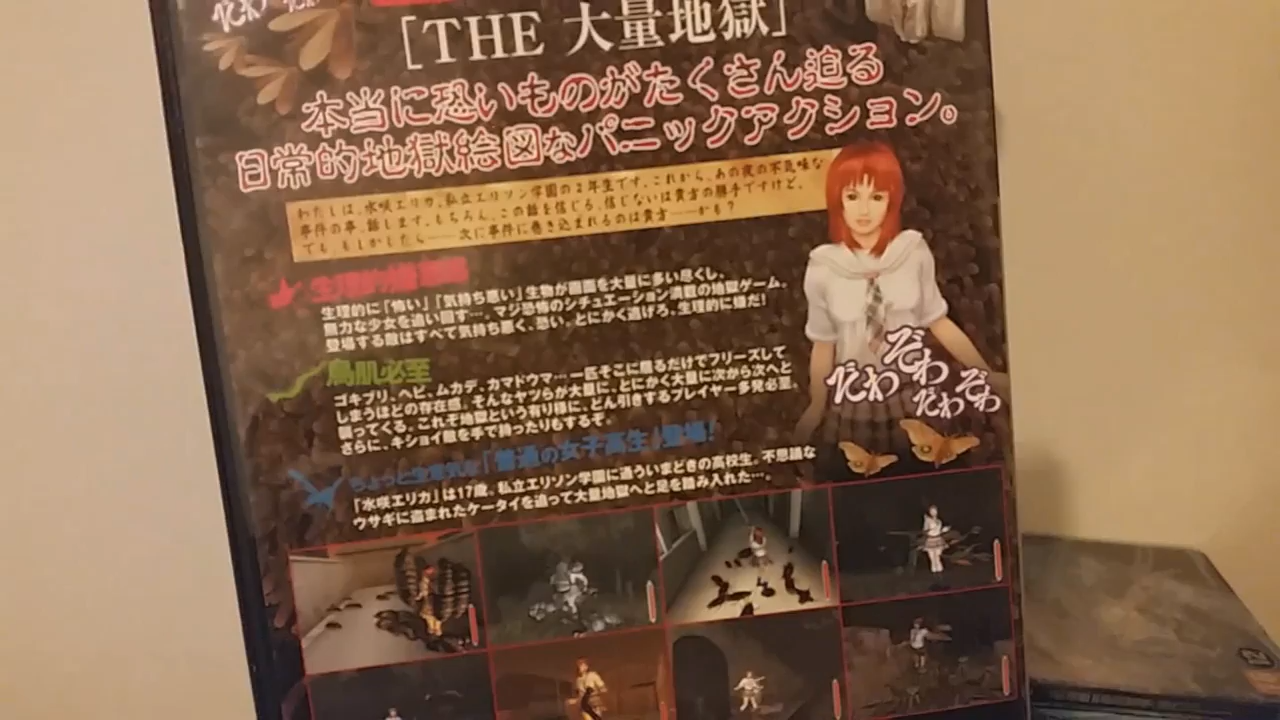 [THE 大量地獄]
本当に恐いものがたくさん迫る
日常的地獄絵図なパニックアクション。
わたしは、水咲エリカ。私立エリソン学園の2年生です。これから、あの夜の不気味な
事件の事、話します。もちろん、この話を信じる、信じないは貴方の勝手ですけど。
でも、もしかしたら――次に事件に巻き込まれるのは貴方――かも?
生理的に「怖い」「気持ち悪い」生物が画面を大量に多い尽くし、
無力な少女を追い回す…。マジ恐怖のシチュエーション満載の地獄ゲーム。
登場する敵はすべて気持ち悪く、恐い。とにかく逃げろ、生理的に嫌だ!
鳥肌必至
ゴキブリ、ヘビ、ムカデ、カマドウマ…一匹そこに居るだけでフリーズして
しまうほどの存在感。そんなヤツらが大量に、とにかく大量に次から次へと
襲ってくる。これぞ地獄という有り様に、どん引きするプレイヤー多発必至。
さらに、キショイ敵を手で持ったりもするぞ。
ちょっと生意気な「普通の女子高生」登場!
「水咲エリカ」は17歳。私立エリソン学園に通ういまどきの高校生。不思議な
ウサギに盗まれたケータイを追って大量地獄へと足を踏み入れた…。
ぞわ
だわ
ぞわ
だわ